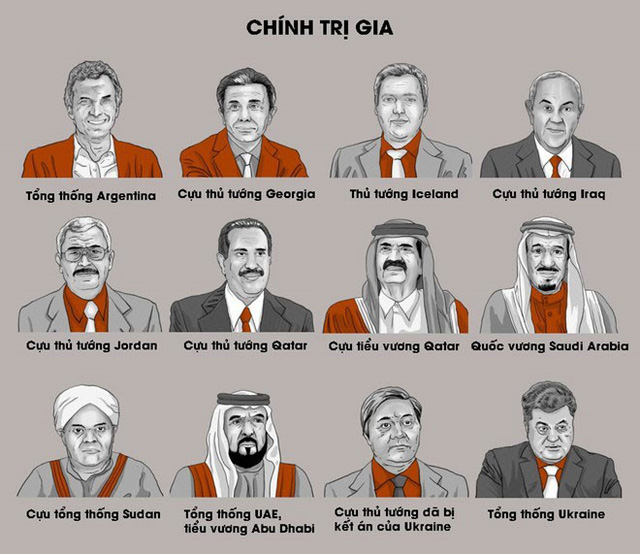 CHÍNH TRỊ GIA
Tổng thống Argentina
Cựu thủ tướng Georgia
Thủ tướng Iceland
Cựu thủ tướng Iraq
Cựu thủ tướng Jordan
Cựu thủ tướng Qatar
Cựu tiểu vương Qatar
Quốc vương Saudi Arabia
Cựu tổng thống Sudan
Tổng thống UAE,
tiểu vương Abu Dhabi
Cựu thủ tướng đã bị
kết án của Ukraine
Tổng thống Ukraine